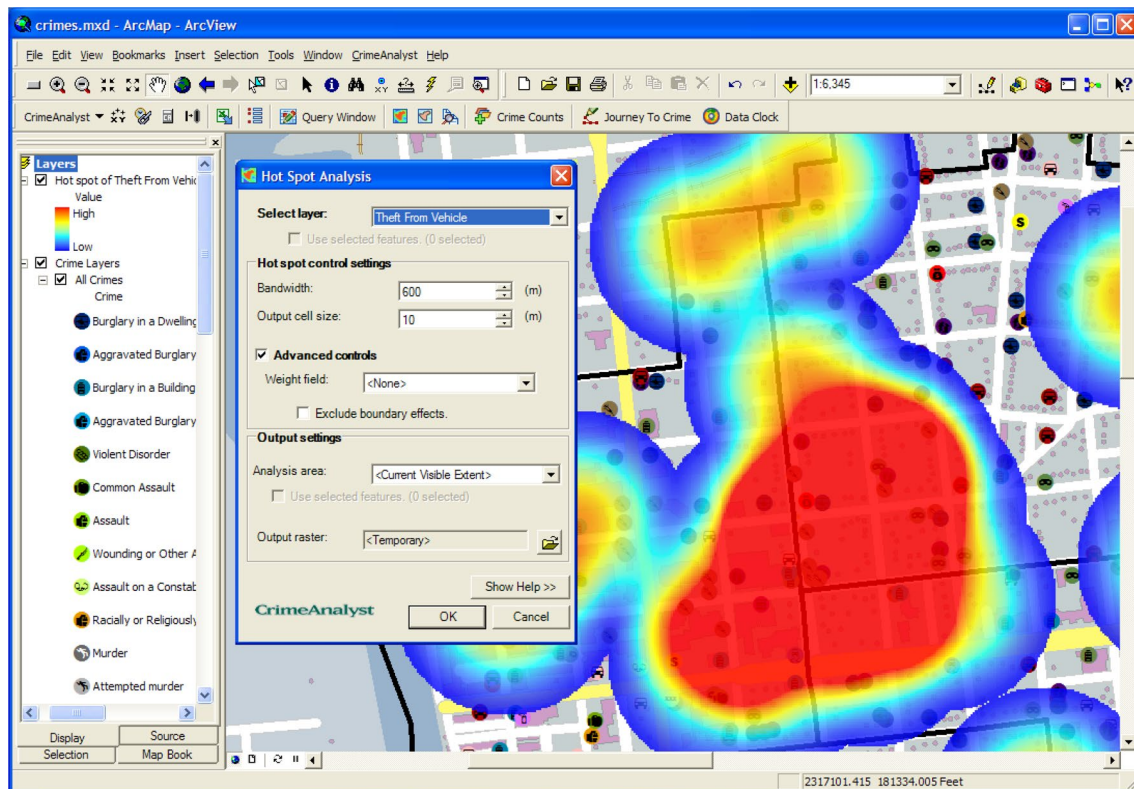 crimes.mxd - ArcMap - ArcView
File Edit View Bookmarks Insert Selection Tools Window CrimeAnalyst Help
1:6,345
CrimeAnalyst Query Window Crime Counts Journey To Crime Data Clock
Layers
Hot spot of Theft From Vehic
Value
High
Low
Crime Layers
All Crimes
Crime
Burglary in a Dwelling
Aggravated Burglary
Burglary in a Building
Aggravated Burglary
Violent Disorder
Common Assault
Assault
Wounding or Other A
Assault on a Constab
Racially or Religiously
Murder
Attempted murder
Display Source
Selection Map Book
Hot Spot Analysis
Select layer: Theft From Vehicle
Use selected features. (0 selected)
Hot spot control settings
Bandwidth: 600 (m)
Output cell size: 10 (m)
Advanced controls
Weight field: <None>
Exclude boundary effects.
Output settings
Analysis area: <Current Visible Extent>
Use selected features. (0 selected)
Output raster: <Temporary>
Show Help >>
CrimeAnalyst OK Cancel
S
S
2317101.415 181334.005 Feet